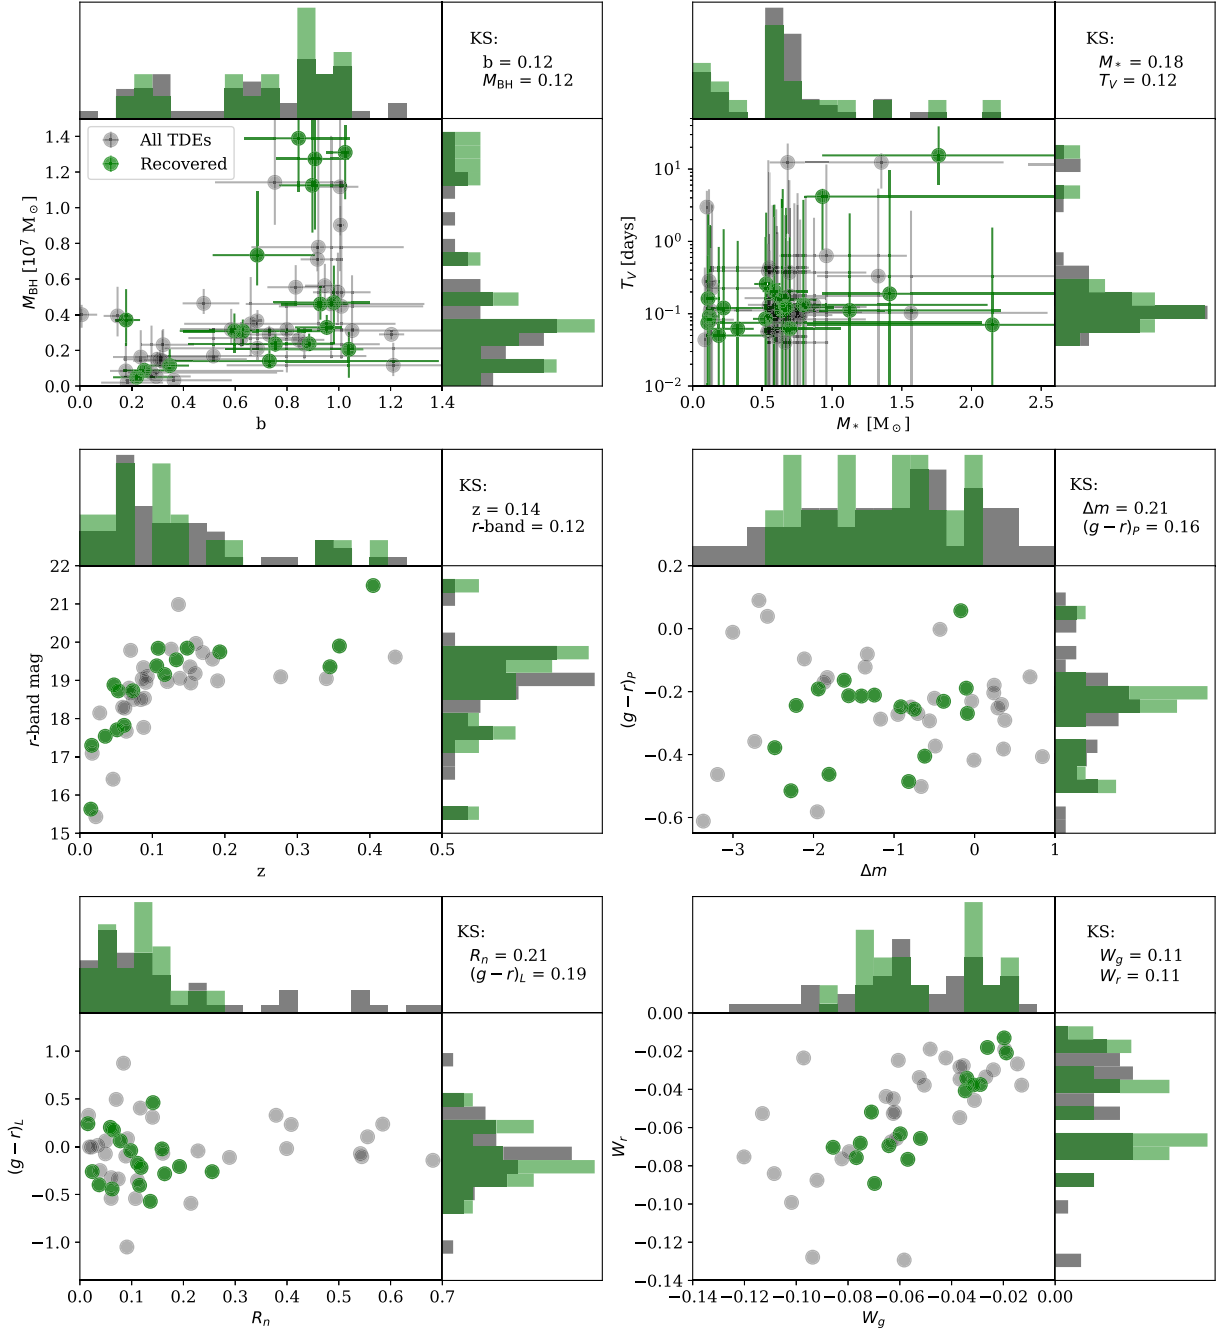 KS:
b = 0.12
M_BH = 0.12
All TDEs
Recovered
M_BH [10^7 M_⊙]
1.4
1.2
1.0
0.8
0.6
0.4
0.2
0.0
0.0 0.2 0.4 0.6 0.8 1.0 1.2 1.4
b
KS:
M_* = 0.18
T_V = 0.12
T_V [days]
10^1
10^0
10^−1
10^−2
0.0 0.5 1.0 1.5 2.0 2.5
M_* [M_⊙]
KS:
z = 0.14
r-band = 0.12
r-band mag
22
21
20
19
18
17
16
15
0.0 0.1 0.2 0.3 0.4 0.5
z
KS:
Δm = 0.21
(g − r)_P = 0.16
(g − r)_P
0.2
0.0
−0.2
−0.4
−0.6
−3 −2 −1 0 1
Δm
KS:
R_n = 0.21
(g − r)_L = 0.19
(g − r)_L
1.0
0.5
0.0
−0.5
−1.0
0.0 0.1 0.2 0.3 0.4 0.5 0.6 0.7
R_n
KS:
W_g = 0.11
W_r = 0.11
W_r
0.00
−0.02
−0.04
−0.06
−0.08
−0.10
−0.12
−0.14
−0.14 −0.12 −0.10 −0.08 −0.06 −0.04 −0.02 0.00
W_g